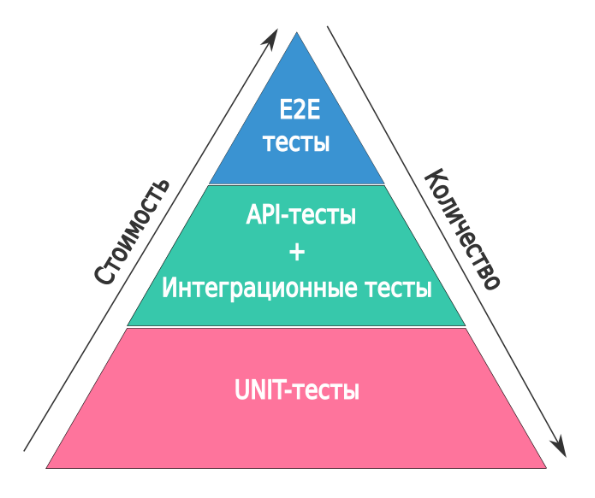 E2E
тесты
Стоимость
Количество
API-тесты
+
Интеграционные тесты
UNIT-тесты